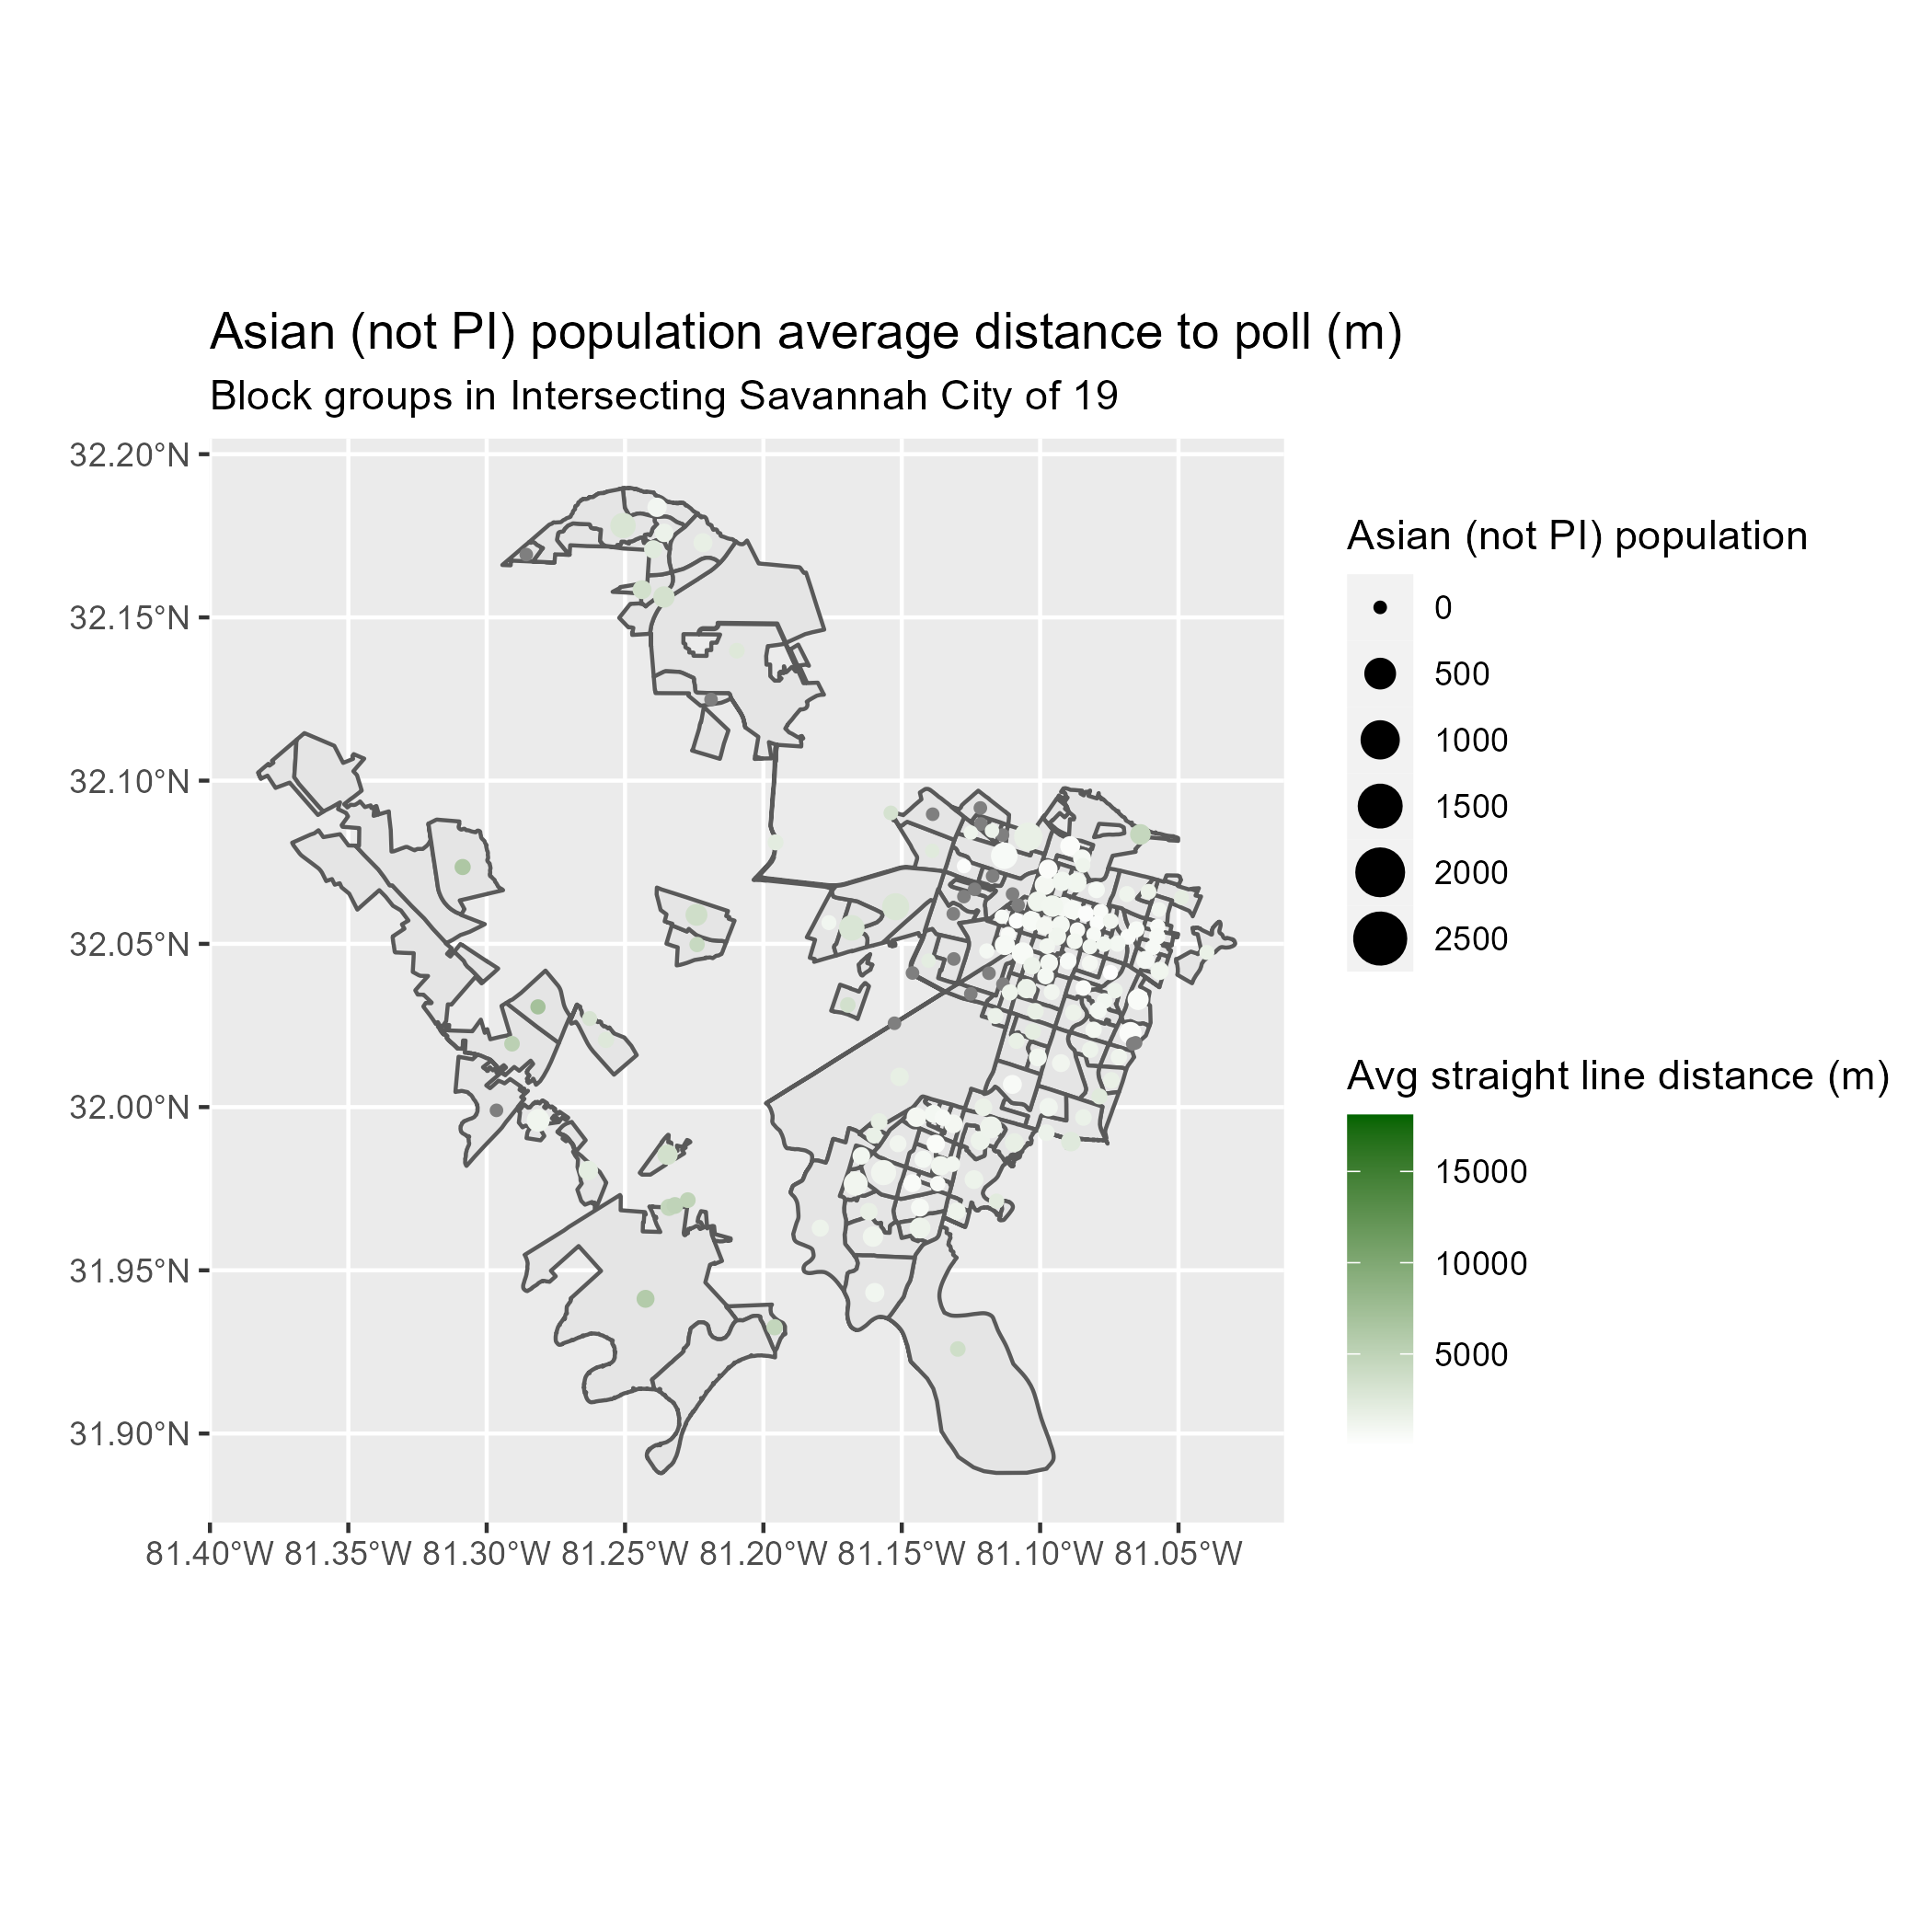 Asian (not PI) population average distance to poll (m)
Block groups in Intersecting Savannah City of 19
32.20°N
32.15°N
32.10°N
32.05°N
32.00°N
31.95°N
31.90°N
81.40°W 81.35°W 81.30°W 81.25°W 81.20°W 81.15°W 81.10°W 81.05°W
Asian (not PI) population
0
500
1000
1500
2000
2500
Avg straight line distance (m)
15000
10000
5000